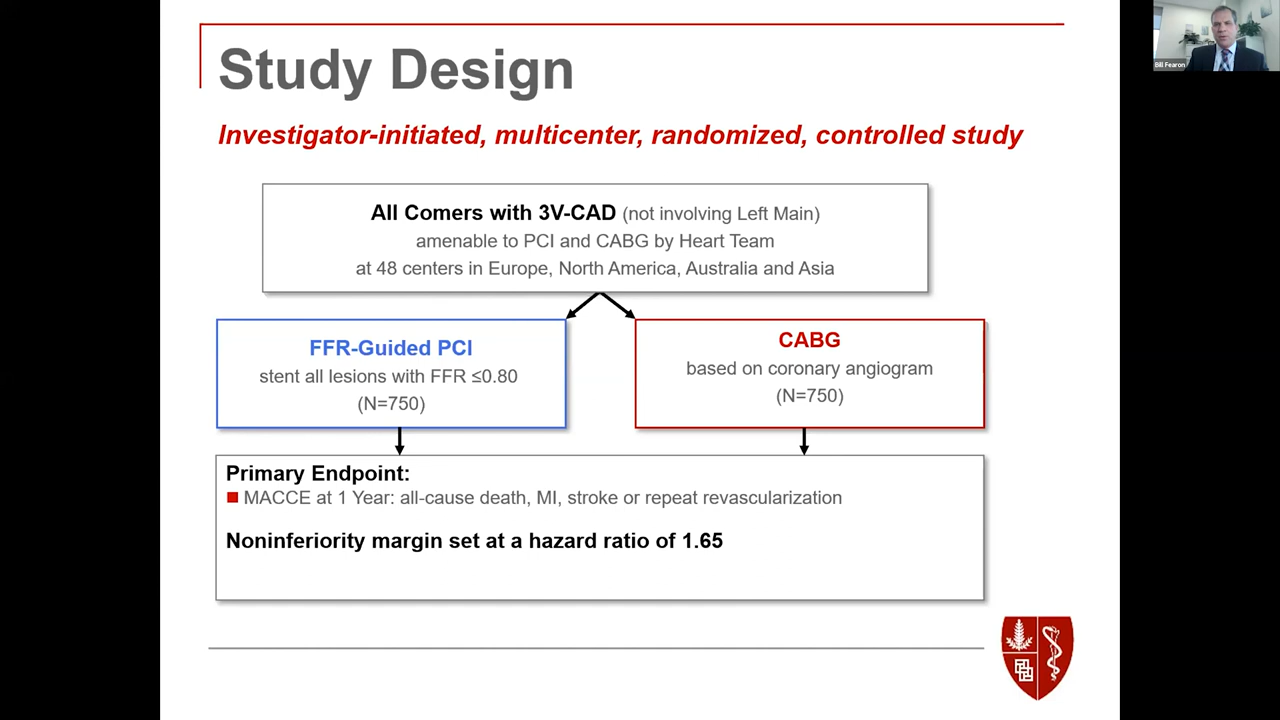 Study Design
Investigator-initiated, multicenter, randomized, controlled study
All Comers with 3V-CAD (not involving Left Main)
amenable to PCI and CABG by Heart Team
at 48 centers in Europe, North America, Australia and Asia
FFR-Guided PCI
stent all lesions with FFR ≤0.80
(N=750)
CABG
based on coronary angiogram
(N=750)
Primary Endpoint:
MACCE at 1 Year: all-cause death, MI, stroke or repeat revascularization
Noninferiority margin set at a hazard ratio of 1.65
Bill Fearon